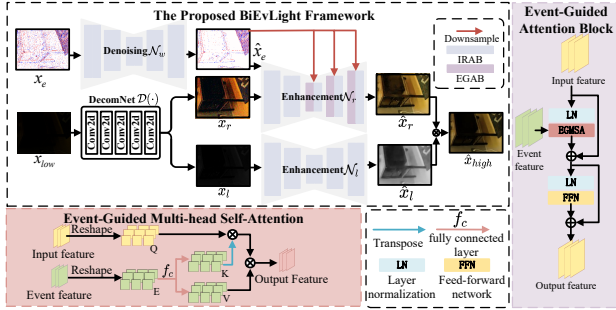 The Proposed BiEvLight Framework
x_e
Denoising 𝒩_w
x̂_e
Downsample
IRAB
EGAB
DecomNet 𝒟(·)
Conv2d
Conv2d
Conv2d
Conv2d
Conv2d
x_low
x_r
Enhancement 𝒩_r
x̂_r
x_l
Enhancement 𝒩_l
x̂_l
x̂_high
Event-Guided
Attention Block
Input feature
LN
EGMSA
Event
feature
LN
FFN
Output feature
Event-Guided Multi-head Self-Attention
Reshape
Input feature
Q
Reshape
Event feature
E
f_c
K
V
Output Feature
Transpose
f_c
fully connected
layer
LN
Layer
normalization
FFN
Feed-forward
network